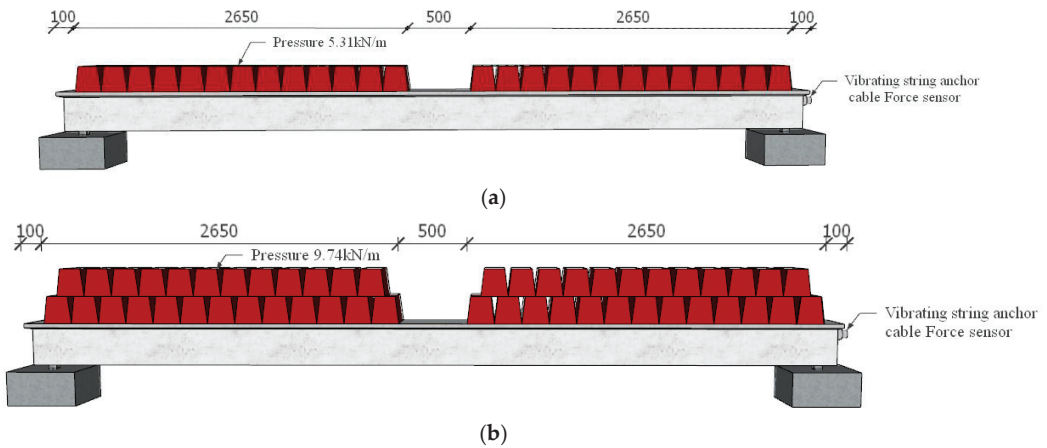 100 2650 500 2650 100
Pressure 5.31kN/m
Vibrating string anchor
cable Force sensor
(a)
100 2650 500 2650 100
Pressure 9.74kN/m
Vibrating string anchor
cable Force sensor
(b)